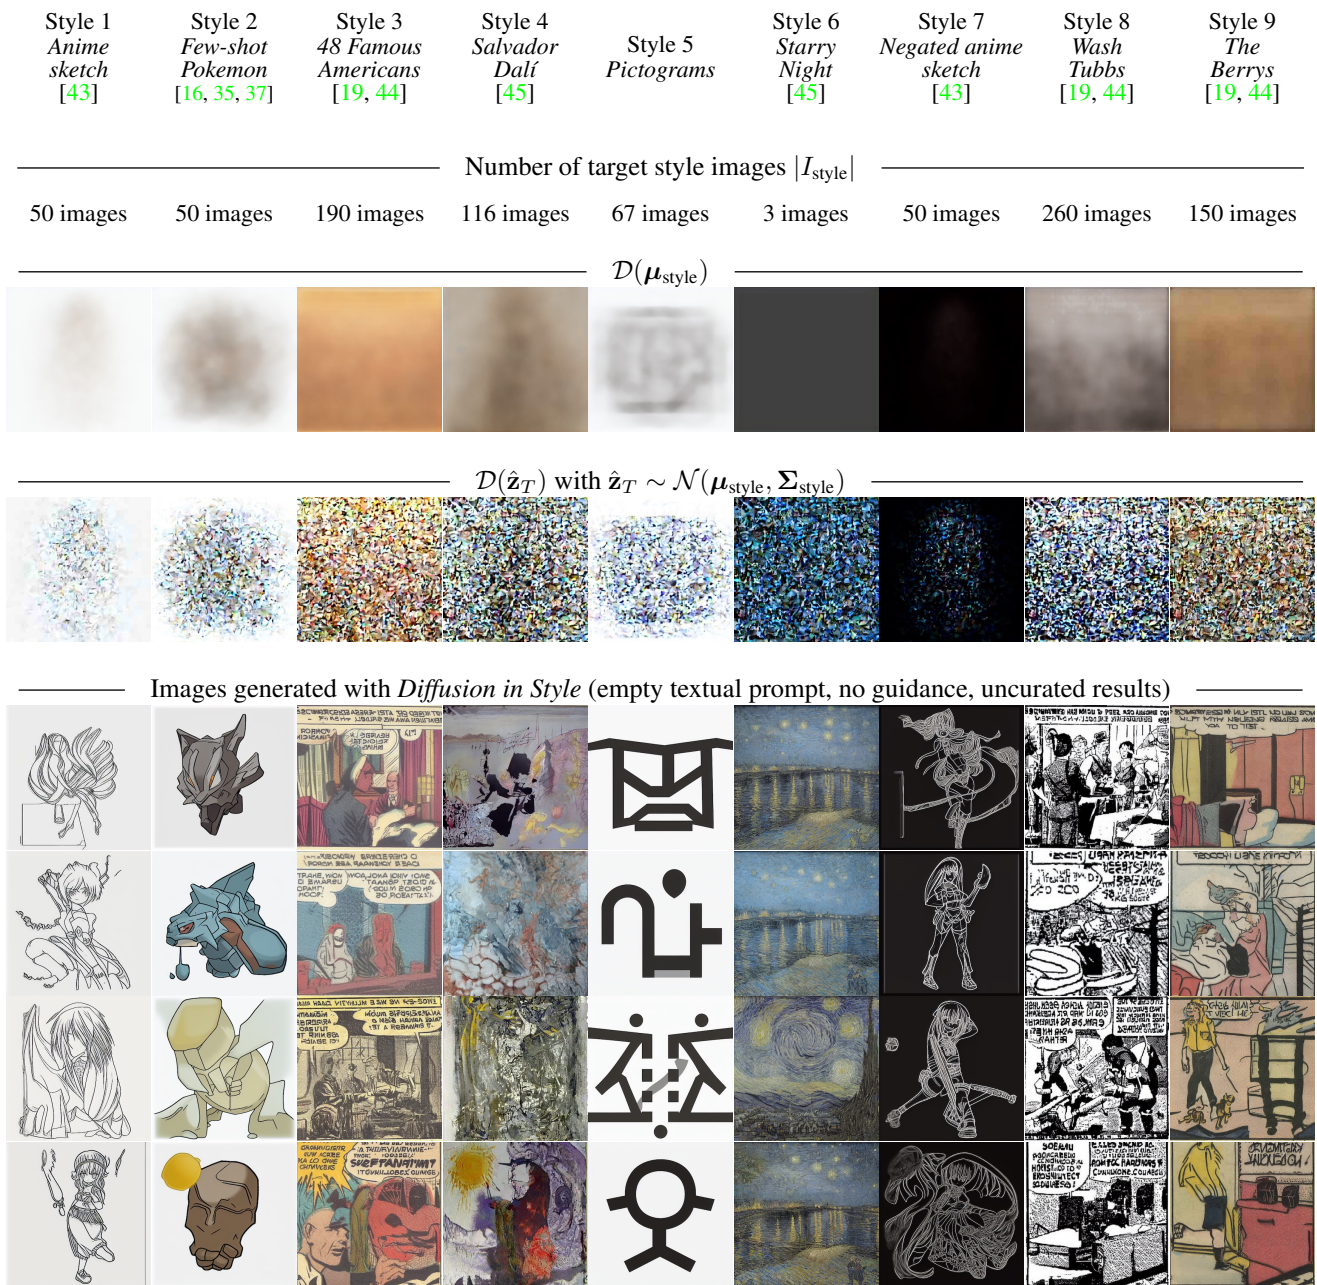 Style 1 Style 2 Style 3 Style 4 Style 5 Style 6 Style 7 Style 8 Style 9
Anime Few-shot 48 Famous Salvador Pictograms Starry Negated anime Wash The
sketch Pokemon Americans Dalí Night sketch Tubbs Berrys
[43] [16, 35, 37] [19, 44] [45] [45] [43] [19, 44] [19, 44]
Number of target style images |I_style|
50 images 50 images 190 images 116 images 67 images 3 images 50 images 260 images 150 images
𝒟(μ_style)
𝒟(ẑ_T) with ẑ_T ∼ 𝒩(μ_style, Σ_style)
Images generated with Diffusion in Style (empty textual prompt, no guidance, uncurated results)